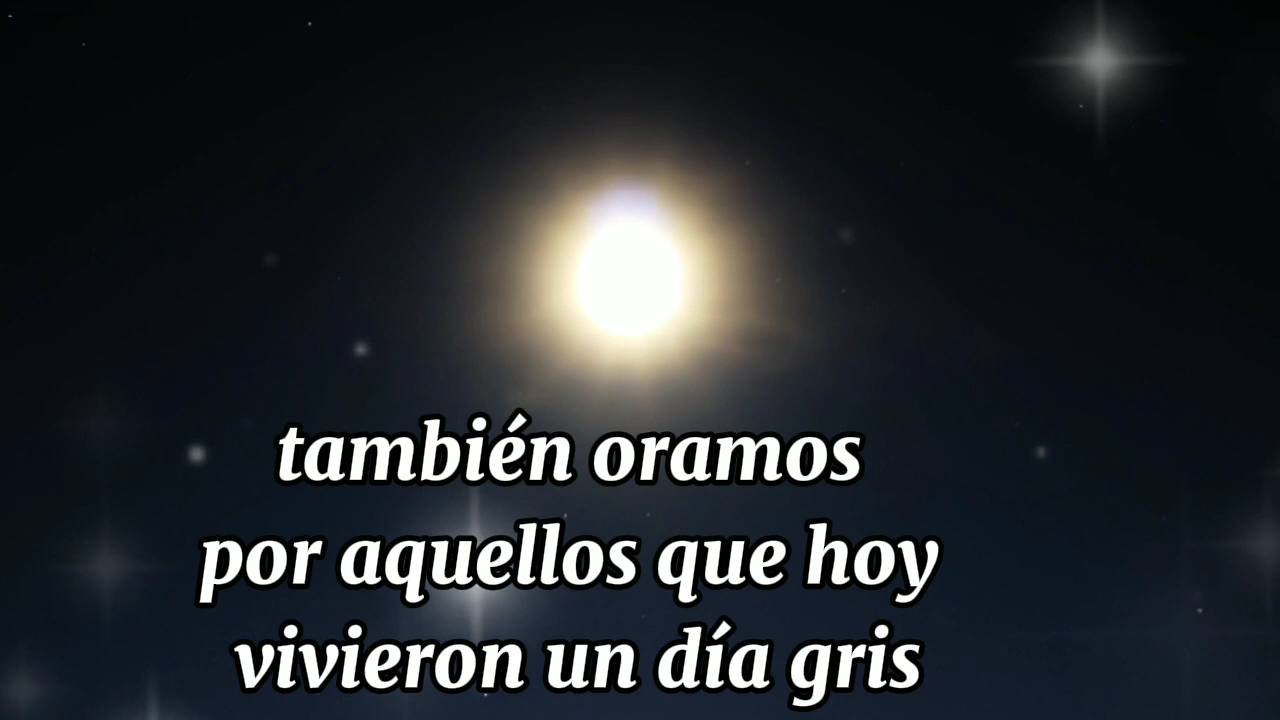 también oramos
por aquellos que hoy
vivieron un día gris